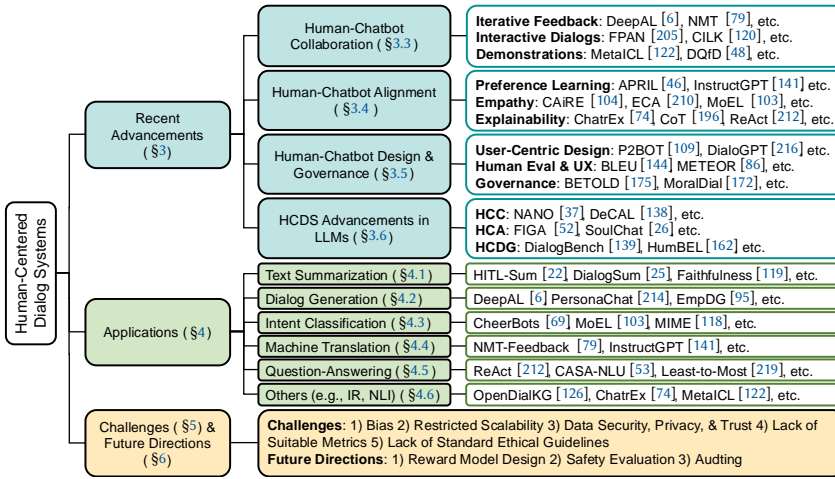 Human-Centered
Dialog Systems
Recent
Advancements
(§3)
Human-Chatbot
Collaboration ( §3.3)
Iterative Feedback: DeepAL [6], NMT [79], etc.
Interactive Dialogs: FPAN [205], CILK [120], etc.
Demonstrations: MetaICL [122], DQfD [48], etc.
Human-Chatbot Alignment
( §3.4)
Preference Learning: APRIL [46], InstructGPT [141] etc.
Empathy: CAiRE [104], ECA [210], MoEL [103], etc.
Explainability: ChatrEx [74], CoT [196], ReAct [212], etc.
Human-Chatbot Design &
Governance ( §3.5)
User-Centric Design: P2BOT [109], DialoGPT [216], etc.
Human Eval & UX: BLEU [144] METEOR [86], etc.
Governance: BETOLD [175], MoralDial [172], etc.
HCDS Advancements in
LLMs ( §3.6)
HCC: NANO [37], DeCAL [138], etc.
HCA: FIGA [52], SoulChat [26], etc.
HCDG: DialogBench [139], HumBEL [162], etc.
Applications ( §4)
Text Summarization ( §4.1)
HITL-Sum [22], DialogSum [25], Faithfulness [119], etc.
Dialog Generation ( §4.2)
DeepAL [6] PersonaChat [214], EmpDG [95], etc.
Intent Classification ( §4.3)
CheerBots [69], MoEL [103], MIME [118], etc.
Machine Translation ( §4.4)
NMT-Feedback [79], InstructGPT [141], etc.
Question-Answering ( §4.5)
ReAct [212], CASA-NLU [53], Least-to-Most [219], etc.
Others (e.g., IR, NLI) ( §4.6)
OpenDialKG [126], ChatrEx [74], MetaICL [122], etc.
Challenges ( §5) &
Future Directions
( §6)
Challenges: 1) Bias 2) Restricted Scalability 3) Data Security, Privacy, & Trust 4) Lack of
Suitable Metrics 5) Lack of Standard Ethical Guidelines
Future Directions: 1) Reward Model Design 2) Safety Evaluation 3) Audting